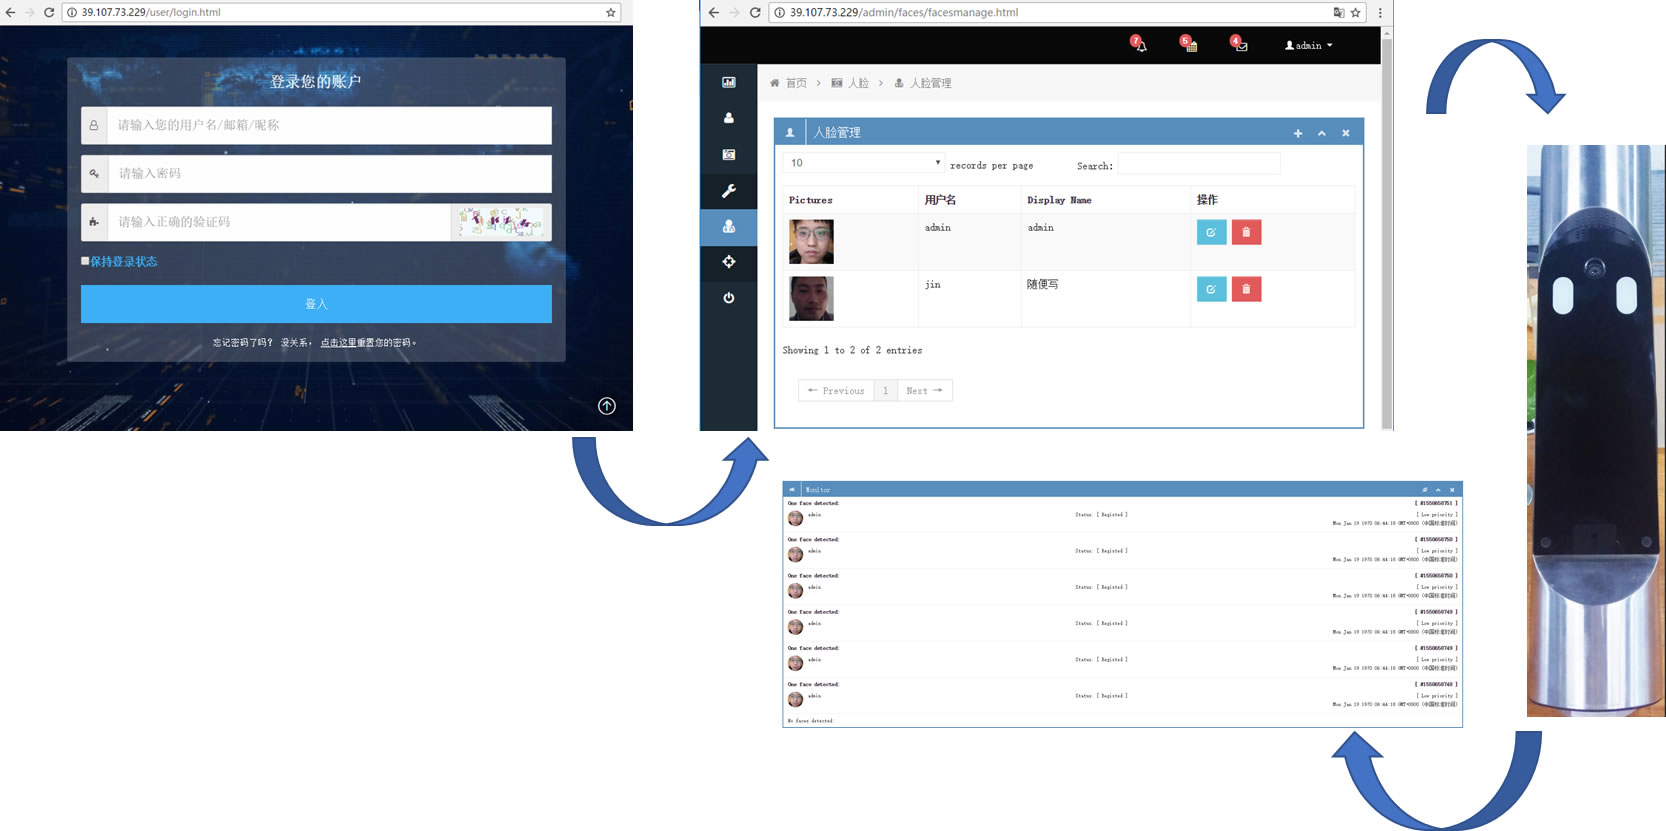 39.107.73.229/user/login.html
登录您的账户
请输入您的用户名/邮箱/昵称
请输入密码
请输入正确的验证码
保持登录状态
登入
忘记密码了吗？ 没关系， 点击这里重置您的密码。
39.107.73.229/admin/faces/facesmanage.html
7 5 4 admin
首页 > 人脸 > 人脸管理
人脸管理
10 records per page Search:
Pictures 用户名 Display Name 操作
admin admin
jin 随便写
Showing 1 to 2 of 2 entries
← Previous 1 Next →
Monitor
One face detected: [ #1550658751 ]
admin Status: [ Registed ] [ Low priority ]
Mon Jan 19 1970 06:44:18 GMT+0800 (中国标准时间)
One face detected: [ #1550658750 ]
admin Status: [ Registed ] [ Low priority ]
Mon Jan 19 1970 06:44:18 GMT+0800 (中国标准时间)
One face detected: [ #1550658750 ]
admin Status: [ Registed ] [ Low priority ]
Mon Jan 19 1970 06:44:18 GMT+0800 (中国标准时间)
One face detected: [ #1550658749 ]
admin Status: [ Registed ] [ Low priority ]
Mon Jan 19 1970 06:44:18 GMT+0800 (中国标准时间)
One face detected: [ #1550658749 ]
admin Status: [ Registed ] [ Low priority ]
Mon Jan 19 1970 06:44:18 GMT+0800 (中国标准时间)
One face detected: [ #1550658748 ]
admin Status: [ Registed ] [ Low priority ]
Mon Jan 19 1970 06:44:18 GMT+0800 (中国标准时间)
No faces detected.